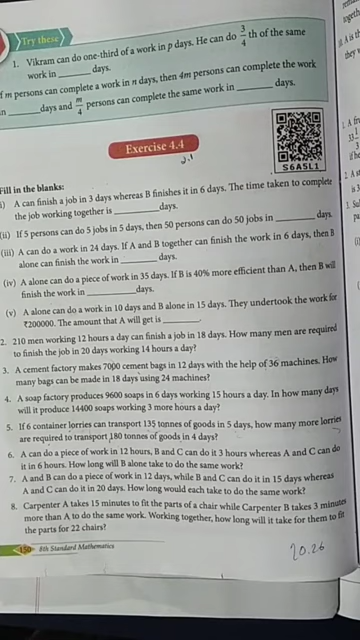 Try these
1. Vikram can do one-third of a work in p days. He can do 3/4 th of the same
work in ______ days.
f m persons can complete a work in n days, then 4m persons can complete the work
in ______ days and m/4 persons can complete the same work in ______ days.
S6A5L1
Exercise 4.4
Fill in the blanks:
i) A can finish a job in 3 days whereas B finishes it in 6 days. The time taken to complete
the job working together is ______ days.
(ii) If 5 persons can do 5 jobs in 5 days, then 50 persons can do 50 jobs in ______ days
(iii) A can do a work in 24 days. If A and B together can finish the work in 6 days, then B
alone can finish the work in ______ days.
(iv) A alone can do a piece of work in 35 days. If B is 40% more efficient than A, then B will
finish the work in ______ days.
(v) A alone can do a work in 10 days and B alone in 15 days. They undertook the work for
₹200000. The amount that A will get is ______.
2. 210 men working 12 hours a day can finish a job in 18 days. How many men are required
to finish the job in 20 days working 14 hours a day?
3. A cement factory makes 7000 cement bags in 12 days with the help of 36 machines. How
many bags can be made in 18 days using 24 machines?
4. A soap factory produces 9600 soaps in 6 days working 15 hours a day. In how many days
will it produce 14400 soaps working 3 more hours a day?
5. If 6 container lorries can transport 135 tonnes of goods in 5 days, how many more lorries
are required to transport 180 tonnes of goods in 4 days?
6. A can do a piece of work in 12 hours, B and C can do it 3 hours whereas A and C can do
it in 6 hours. How long will B alone take to do the same work?
7. A and B can do a piece of work in 12 days, while B and C can do it in 15 days whereas
A and C can do it in 20 days. How long would each take to do the same work?
8. Carpenter A takes 15 minutes to fit the parts of a chair while Carpenter B takes 3 minutes
more than A to do the same work. Working together, how long will it take for them to fit
the parts for 22 chairs?
150 8th Standard Mathematics
20.26